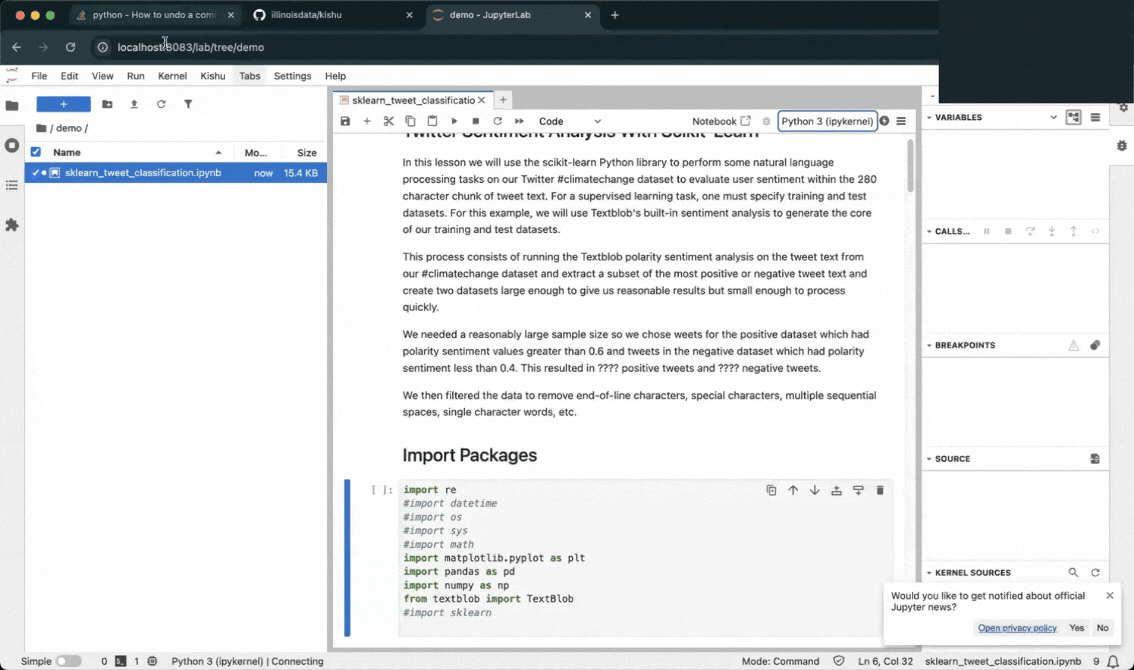 python - How to undo a com
illinoisdata/kishu
demo - JupyterLab
localhost:8083/lab/tree/demo
File Edit View Run Kernel Kishu Tabs Settings Help
/ demo /
Name Mo... Size
sklearn_tweet_classification.ipynb now 15.4 KB
sklearn_tweet_classificatio
Code Notebook Python 3 (ipykernel)
Twitter Sentiment Analysis With Scikit-Learn
In this lesson we will use the scikit-learn Python library to perform some natural language
processing tasks on our Twitter #climatechange dataset to evaluate user sentiment within the 280
character chunk of tweet text. For a supervised learning task, one must specify training and test
datasets. For this example, we will use Textblob's built-in sentiment analysis to generate the core
of our training and test datasets.
This process consists of running the Textblob polarity sentiment analysis on the tweet text from
our #climatechange dataset and extract a subset of the most positive or negative tweet text and
create two datasets large enough to give us reasonable results but small enough to process
quickly.
We needed a reasonably large sample size so we chose weets for the positive dataset which had
polarity sentiment values greater than 0.6 and tweets in the negative dataset which had polarity
sentiment less than 0.4. This resulted in ???? positive tweets and ???? negative tweets.
We then filtered the data to remove end-of-line characters, special characters, multiple sequential
spaces, single character words, etc.
Import Packages
[ ]: import re
#import datetime
#import os
#import sys
#import math
import matplotlib.pyplot as plt
import pandas as pd
import numpy as np
from textblob import TextBlob
#import sklearn
VARIABLES
CALLS...
BREAKPOINTS
SOURCE
KERNEL SOURCES
Would you like to get notified about official
Jupyter news?
Open privacy policy Yes No
Simple 0 1 Python 3 (ipykernel) | Connecting
Mode: Command Ln 6, Col 32 sklearn_tweet_classification.ipynb 9